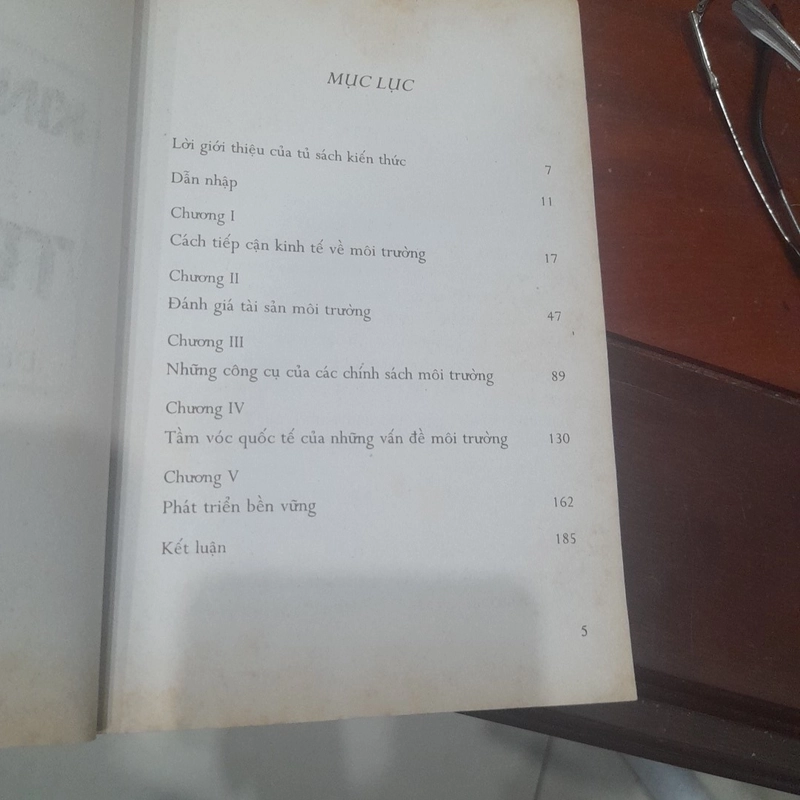 MỤC LỤC
Lời giới thiệu của tủ sách kiến thức 7
Dẫn nhập 11
Chương I
Cách tiếp cận kinh tế về môi trường 17
Chương II
Đánh giá tài sản môi trường 47
Chương III
Những công cụ của các chính sách môi trường 89
Chương IV
Tầm vóc quốc tế của những vấn đề môi trường 130
Chương V
Phát triển bền vững 162
Kết luận 185
5